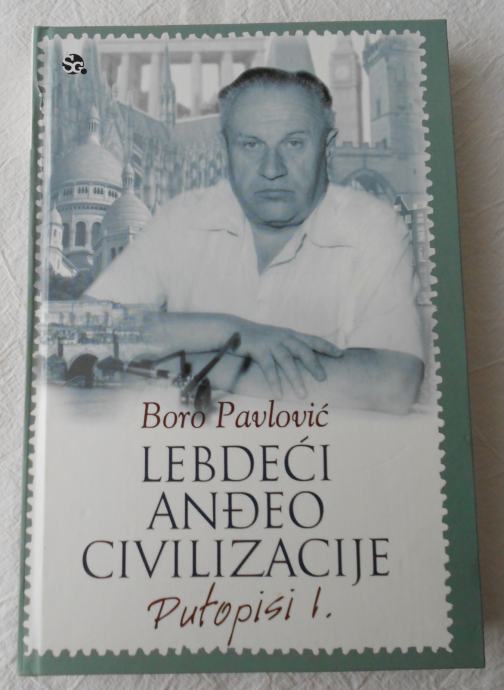 SG.
Boro Pavlović
LEBDEĆI
ANĐEO
CIVILIZACIJE
Putopisi I.